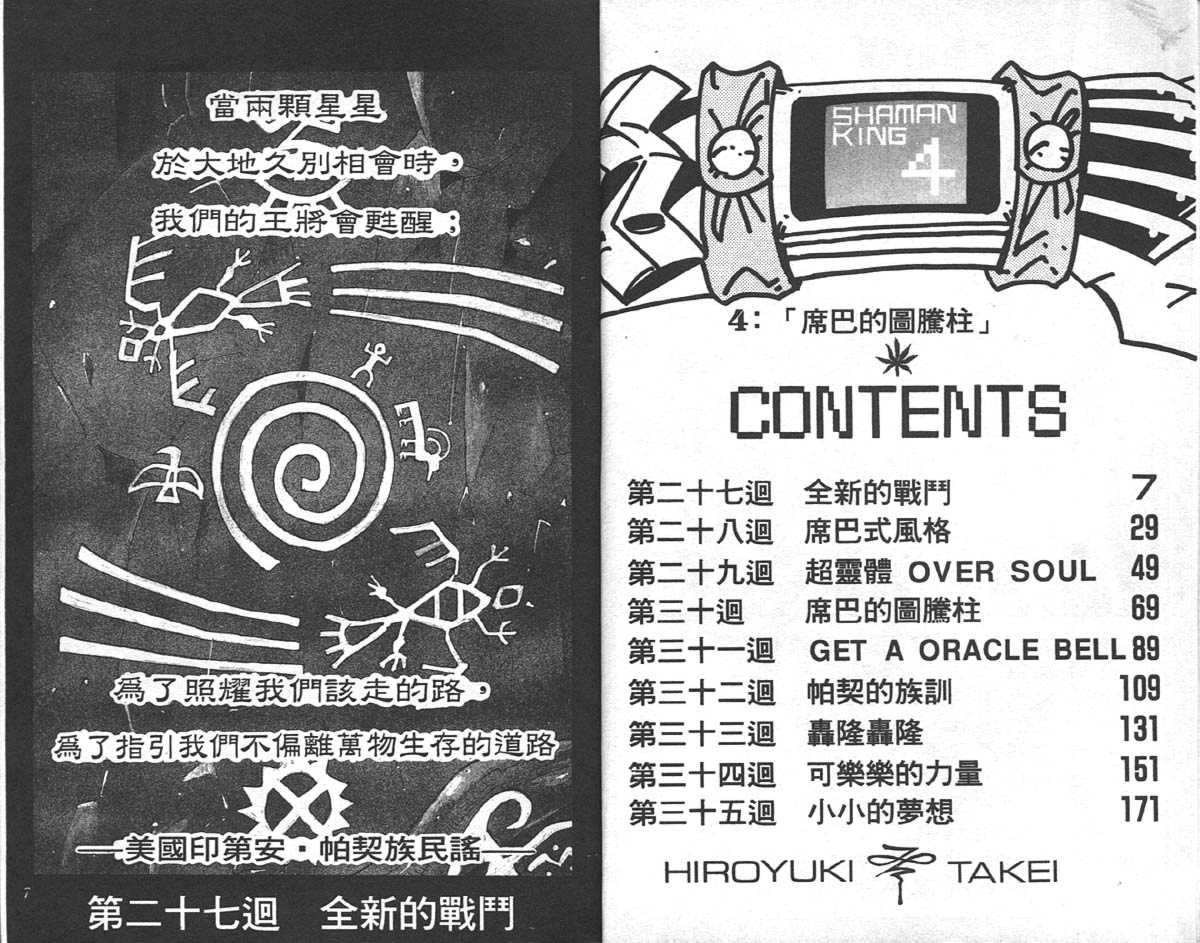 SHAMAN
KING
4
4：「席巴的圖騰柱」
CONTENTS
第二十七迴 全新的戰鬥 7
第二十八迴 席巴式風格 29
第二十九迴 超靈體 OVER SOUL 49
第三十迴 席巴的圖騰柱 69
第三十一迴 GET A ORACLE BELL 89
第三十二迴 帕契的族訓 109
第三十三迴 轟隆轟隆 131
第三十四迴 可樂樂的力量 151
第三十五迴 小小的夢想 171
HIROYUKI TAKEI
當兩顆星星
於大地久別相會時，
我們的王將會甦醒；
為了照耀我們該走的路，
為了指引我們不偏離萬物生存的道路
——美國印第安・帕契族民謠——
第二十七迴 全新的戰鬥